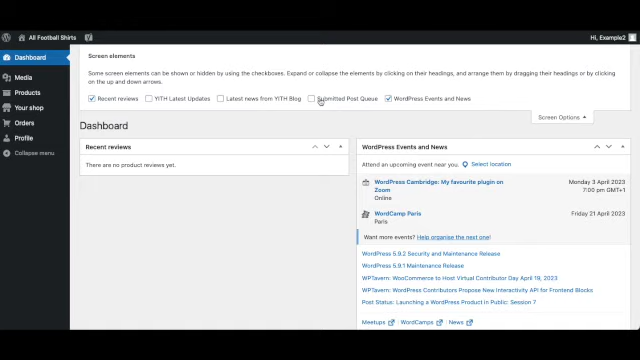 All Football Shirts
Hi, Example2
Dashboard
Media
Products
Your shop
Orders
Profile
Collapse menu
Screen elements
Some screen elements can be shown or hidden by using the checkboxes. Expand or collapse the elements by clicking on their headings, and arrange them by dragging their headings or by clicking
on the up and down arrows.
Recent reviews YITH Latest Updates Latest news from YITH Blog Submitted Post Queue WordPress Events and News
Screen Options
Dashboard
Recent reviews
There are no product reviews yet.
WordPress Events and News
Attend an upcoming event near you. Select location
WordPress Cambridge: My favourite plugin on
Zoom
Online
Monday 3 April 2023
7:00 pm GMT+1
WordCamp Paris
Paris
Friday 21 April 2023
Want more events? Help organise the next one!
WordPress 5.9.2 Security and Maintenance Release
WordPress 5.9.1 Maintenance Release
WPTavern: WooCommerce to Host Virtual Contributor Day April 19, 2023
WPTavern: WordPress Contributors Propose New Interactivity API for Frontend Blocks
Post Status: Launching a WordPress Product in Public: Session 7
Meetups WordCamps News